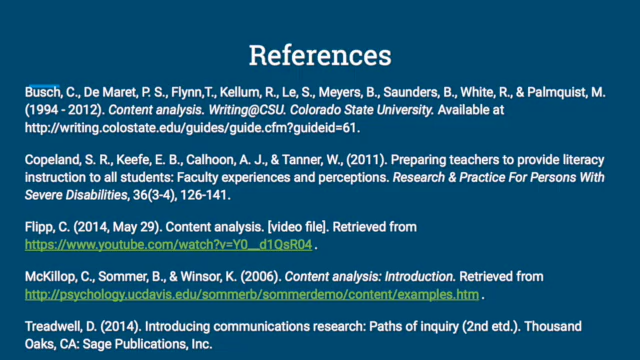 References
Busch, C., De Maret, P. S., Flynn,T., Kellum, R., Le, S., Meyers, B., Saunders, B., White, R., & Palmquist, M.
(1994 - 2012). Content analysis. Writing@CSU. Colorado State University. Available at
http://writing.colostate.edu/guides/guide.cfm?guideid=61.
Copeland, S. R., Keefe, E. B., Calhoon, A. J., & Tanner, W., (2011). Preparing teachers to provide literacy
instruction to all students: Faculty experiences and perceptions. Research & Practice For Persons With
Severe Disabilities, 36(3-4), 126-141.
Flipp, C. (2014, May 29). Content analysis. [video file]. Retrieved from
https://www.youtube.com/watch?v=Y0__d1QsR04 .
McKillop, C., Sommer, B., & Winsor, K. (2006). Content analysis: Introduction. Retrieved from
http://psychology.ucdavis.edu/sommerb/sommerdemo/content/examples.htm .
Treadwell, D. (2014). Introducing communications research: Paths of inquiry (2nd etd.). Thousand
Oaks, CA: Sage Publications, Inc.